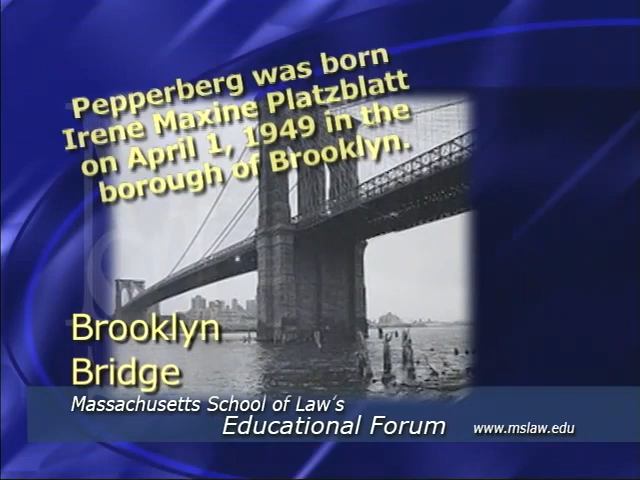 Pepperberg was born
Irene Maxine Platzblatt
on April 1, 1949 in the
borough of Brooklyn.
Brooklyn
Bridge
Massachusetts School of Law´s
Educational Forum
www.mslaw.edu